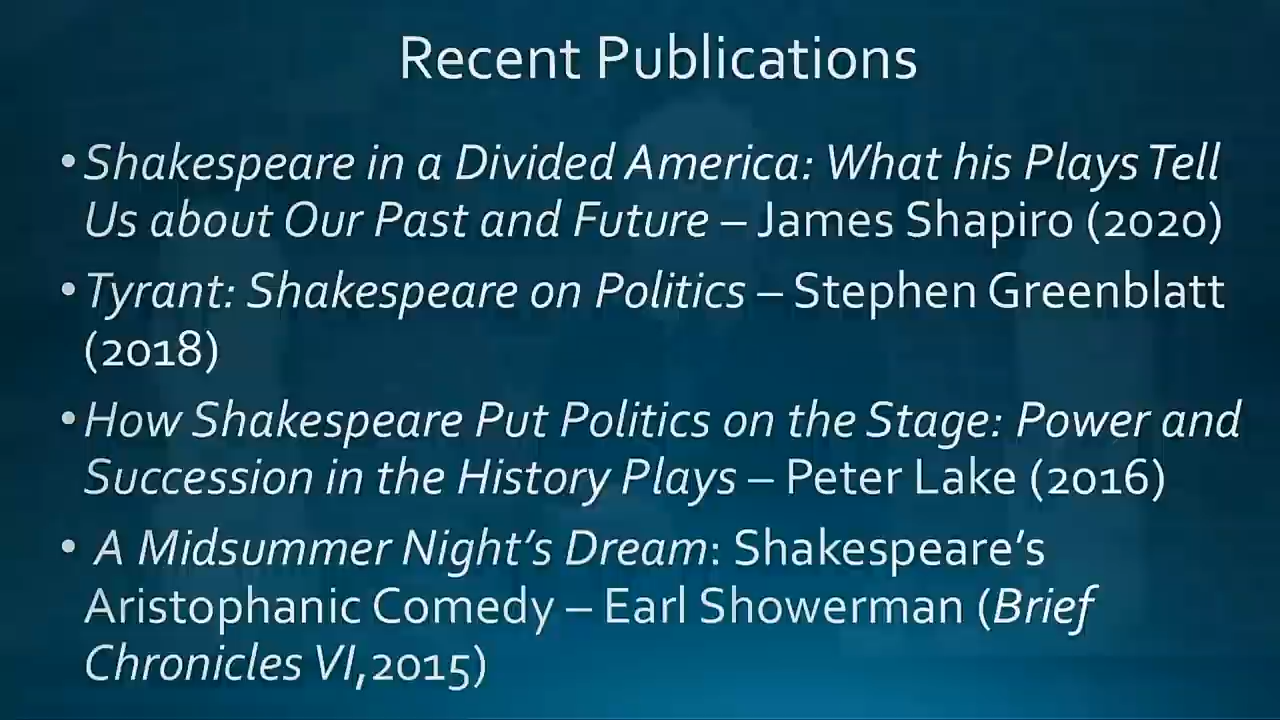 Recent Publications
• Shakespeare in a Divided America: What his Plays Tell
Us about Our Past and Future – James Shapiro (2020)
• Tyrant: Shakespeare on Politics – Stephen Greenblatt
(2018)
• How Shakespeare Put Politics on the Stage: Power and
Succession in the History Plays – Peter Lake (2016)
• A Midsummer Night’s Dream: Shakespeare’s
Aristophanic Comedy – Earl Showerman (Brief
Chronicles VI,2015)